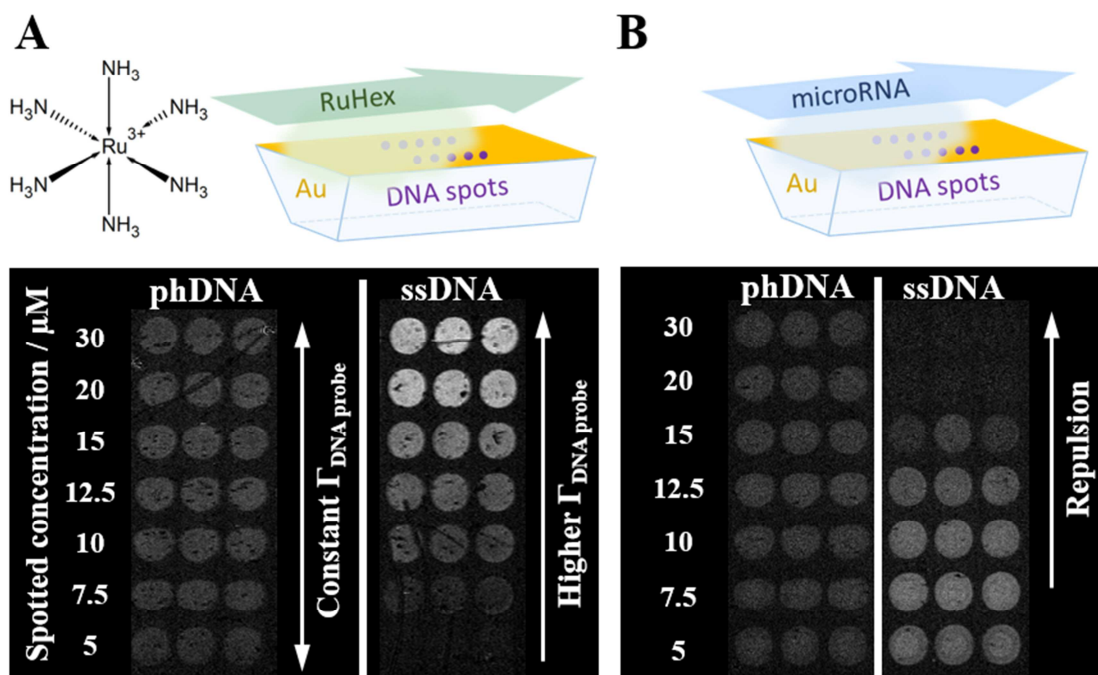 A
NH3
H3N
NH3
Ru
3+
H3N
NH3
NH3
RuHex
Au
DNA spots
B
microRNA
Au
DNA spots
Spotted concentration / µM
phDNA
ssDNA
30
20
15
12.5
10
7.5
5
Constant ΓDNA probe
Higher ΓDNA probe
phDNA
ssDNA
30
20
15
12.5
10
7.5
5
Repulsion